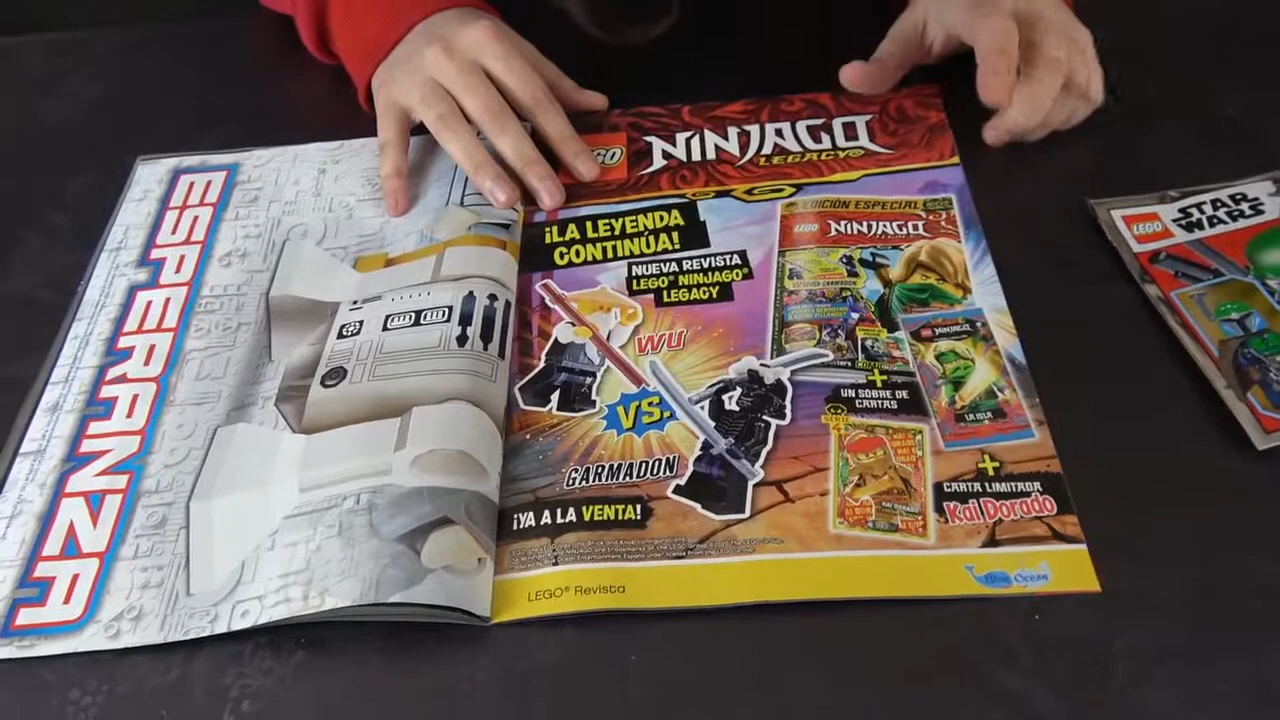 ESPERANZA
LEGO
NINJAGO
LEGACY
¡LA LEYENDA
CONTINÚA!
NUEVA REVISTA
LEGO® NINJAGO®
LEGACY
WU
VS.
GARMADON
¡YA A LA VENTA!
EDICIÓN ESPECIAL
LEGO NINJAGO
+
UN SOBRE DE
CARTAS
NINJAGO
LA ISLA
SERIE
KAI DORADO
+
CARTA LIMITADA
Kai Dorado
LEGO® Revista
Blue Ocean
LEGO
STAR
WARS